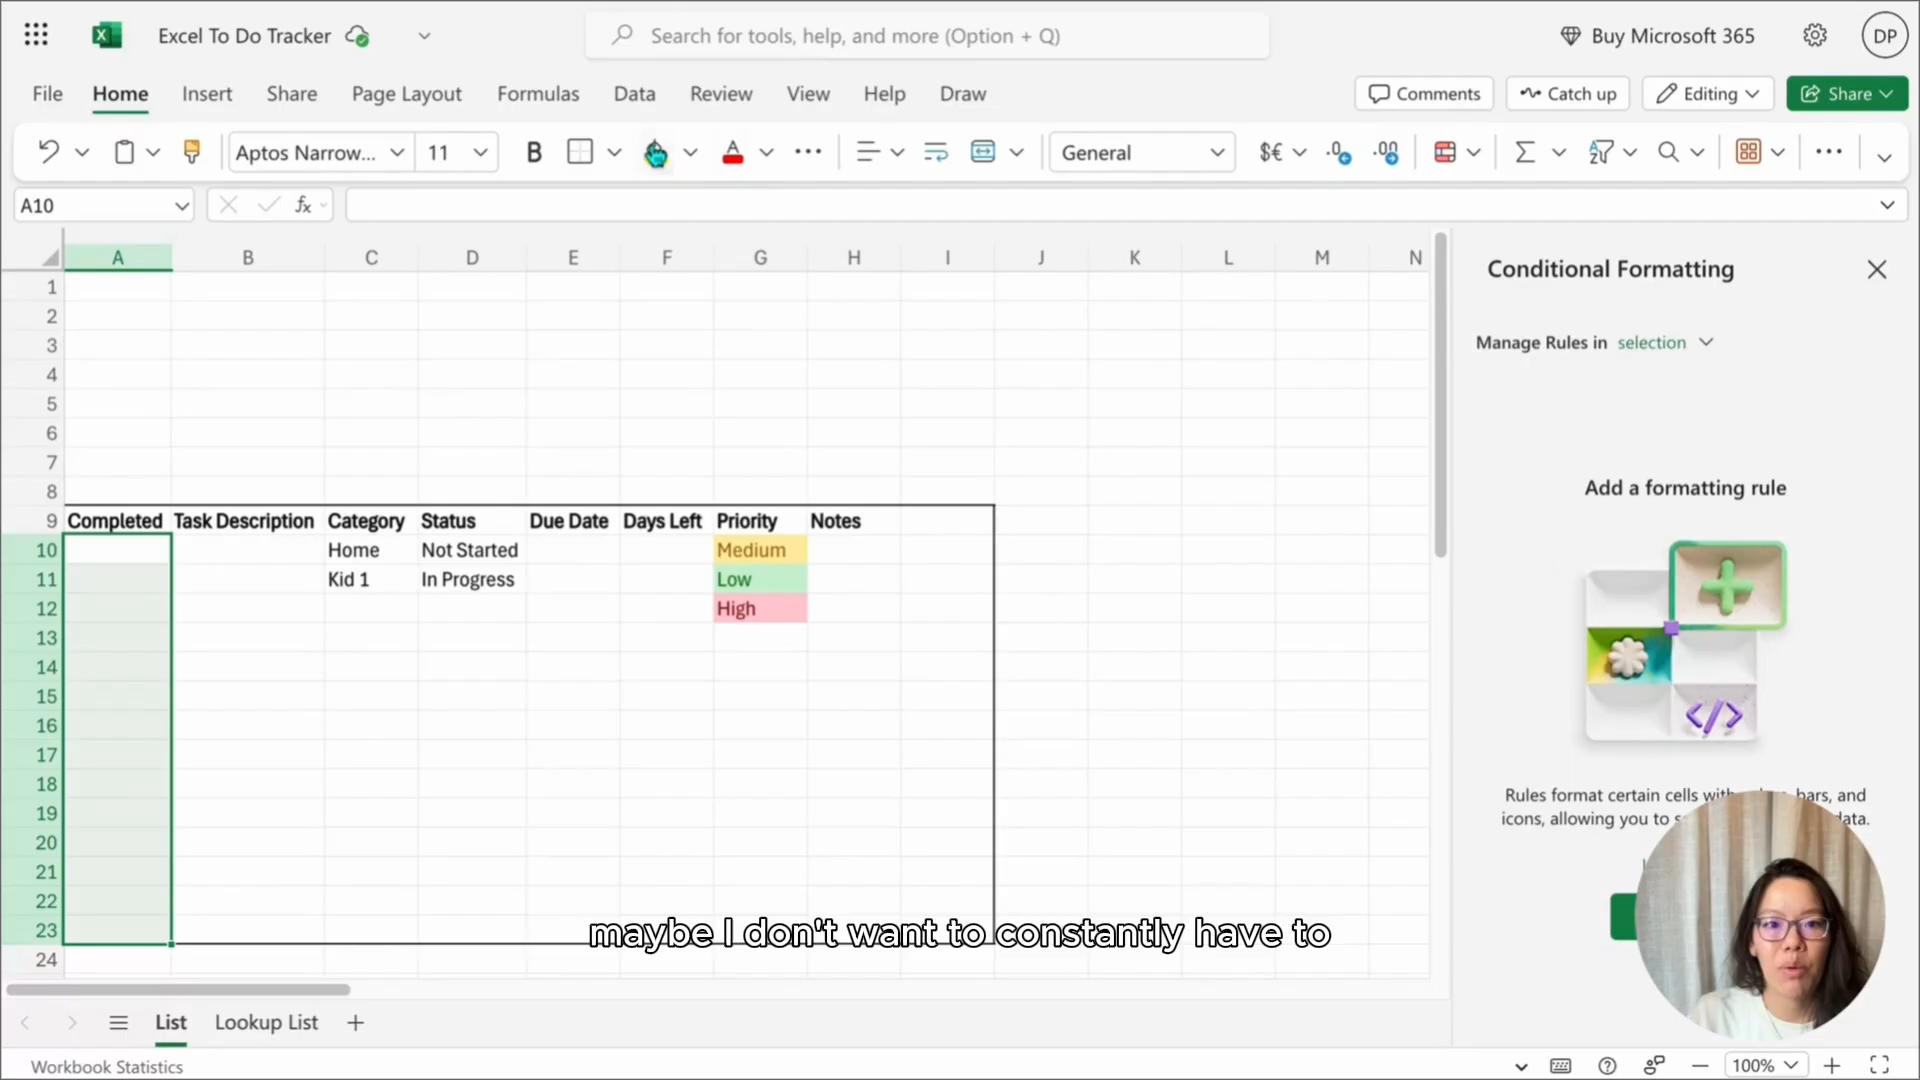 Excel To Do Tracker
Search for tools, help, and more (Option + Q)
Buy Microsoft 365
DP
File Home Insert Share Page Layout Formulas Data Review View Help Draw
Comments Catch up Editing Share
Aptos Narrow... 11 B A General $€ .0 .00 Σ
A10 fx
A B C D E F G H I J K L M N
1
2
3
4
5
6
7
8
9 Completed Task Description Category Status Due Date Days Left Priority Notes
10 Home Not Started Medium
11 Kid 1 In Progress Low
12 High
13
14
15
16
17
18
19
20
21
22
23
24
Conditional Formatting
Manage Rules in selection
Add a formatting rule
</>
Rules format certain cells with bars, and
icons, allowing you to data.
maybe I don't want to constantly have to
List Lookup List
Workbook Statistics
100%